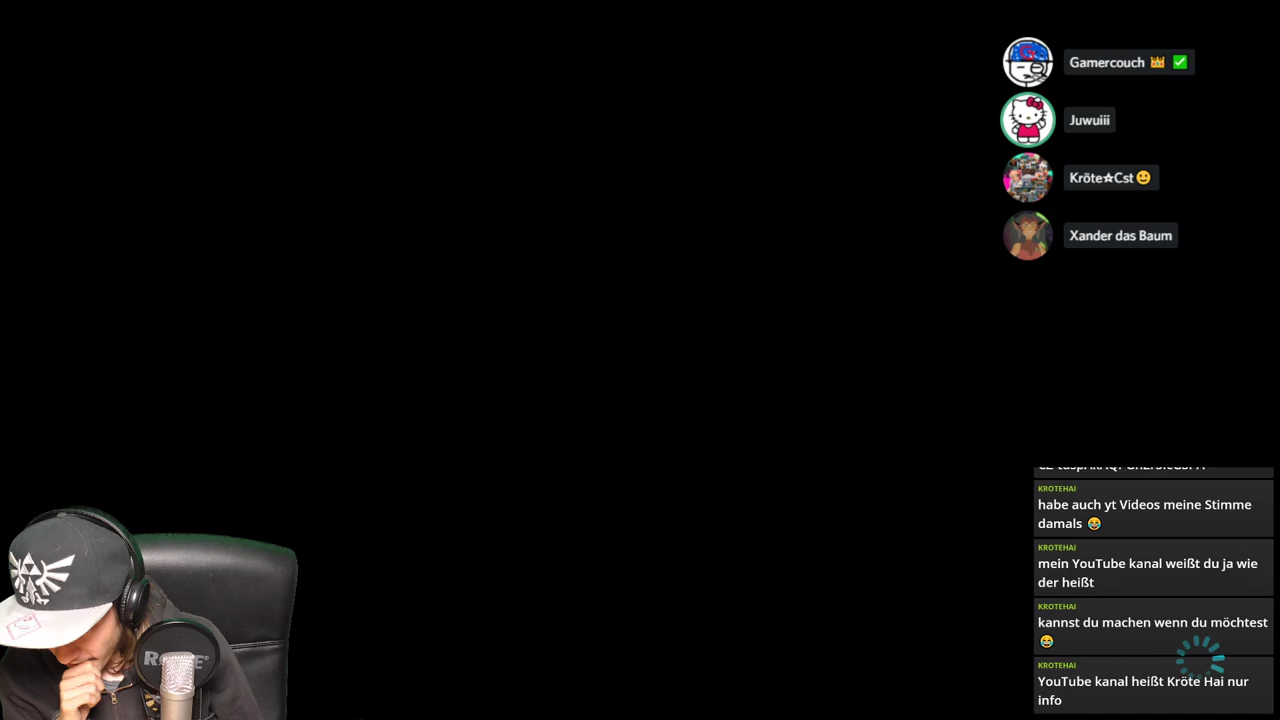 Gamercouch 👑 ✅
Juwuiii
Kröte☆Cst😀
Xander das Baum
KROTEHAI
habe auch yt Videos meine Stimme
damals 😂
KROTEHAI
mein YouTube kanal weißt du ja wie
der heißt
KROTEHAI
kannst du machen wenn du möchtest
😂
KROTEHAI
YouTube kanal heißt Kröte Hai nur
info